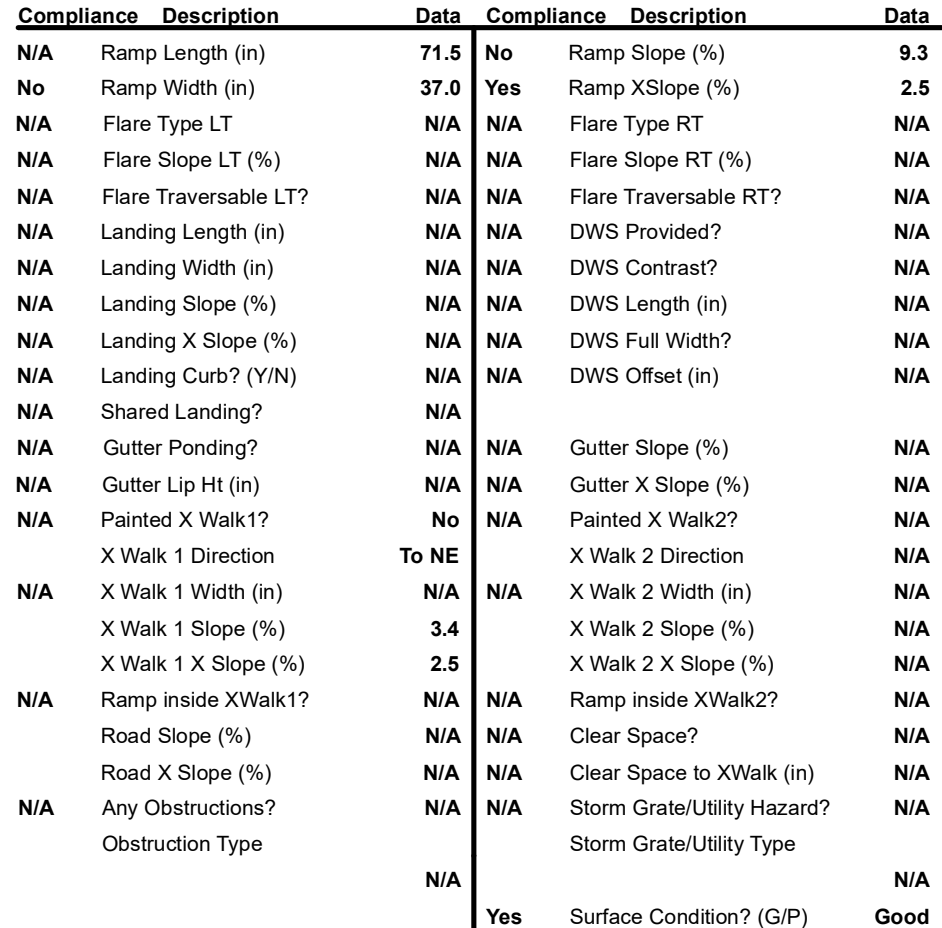 Compliance Description Data Compliance Description Data
N/A Ramp Length (in) 71.5 No Ramp Slope (%) 9.3
No Ramp Width (in) 37.0 Yes Ramp XSlope (%) 2.5
N/A Flare Type LT N/A N/A Flare Type RT N/A
N/A Flare Slope LT (%) N/A N/A Flare Slope RT (%) N/A
N/A Flare Traversable LT? N/A N/A Flare Traversable RT? N/A
N/A Landing Length (in) N/A N/A DWS Provided? N/A
N/A Landing Width (in) N/A N/A DWS Contrast? N/A
N/A Landing Slope (%) N/A N/A DWS Length (in) N/A
N/A Landing X Slope (%) N/A N/A DWS Full Width? N/A
N/A Landing Curb? (Y/N) N/A N/A DWS Offset (in) N/A
N/A Shared Landing? N/A
N/A Gutter Ponding? N/A N/A Gutter Slope (%) N/A
N/A Gutter Lip Ht (in) N/A N/A Gutter X Slope (%) N/A
N/A Painted X Walk1? No N/A Painted X Walk2? N/A
X Walk 1 Direction To NE X Walk 2 Direction N/A
N/A X Walk 1 Width (in) N/A N/A X Walk 2 Width (in) N/A
X Walk 1 Slope (%) 3.4 X Walk 2 Slope (%) N/A
X Walk 1 X Slope (%) 2.5 X Walk 2 X Slope (%) N/A
N/A Ramp inside XWalk1? N/A N/A Ramp inside XWalk2? N/A
Road Slope (%) N/A N/A Clear Space? N/A
Road X Slope (%) N/A N/A Clear Space to XWalk (in) N/A
N/A Any Obstructions? N/A N/A Storm Grate/Utility Hazard? N/A
Obstruction Type Storm Grate/Utility Type
N/A N/A
Yes Surface Condition? (G/P) Good